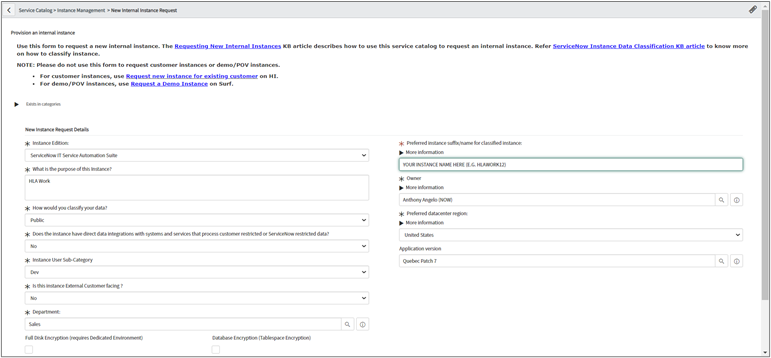 Service Catalog > Instance Management > New Internal Instance Request
Provision an internal instance
Use this form to request a new internal instance. The Requesting New Internal Instances KB article describes how to use this service catalog to request an internal instance. Refer ServiceNow Instance Data Classification KB article to know more
on how to classify instance.
NOTE: Please do not use this form to request customer instances or demo/POV instances.
• For customer instances, use Request new instance for existing customer on HI.
• For demo/POV instances, use Request a Demo Instance on Surf.
Exists in categories
New Instance Request Details
Instance Edition:
ServiceNow IT Service Automation Suite
What is the purpose of this instance?
HLA Work
How would you classify your data?
Public
Does the instance have direct data integrations with systems and services that process customer restricted or ServiceNow restricted data?
No
Instance User Sub-Category
Dev
Is this instance External Customer facing ?
No
Department:
Sales
Full Disk Encryption (requires Dedicated Environment)
Database Encryption (Tablespace Encryption)
Preferred instance suffix/name for classified instance:
More information
YOUR INSTANCE NAME HERE (E.G. HLAWORK12)
Owner
More information
Anthony Angelo (NOW)
Preferred datacenter region:
More information
United States
Application version
Quebec Patch 7